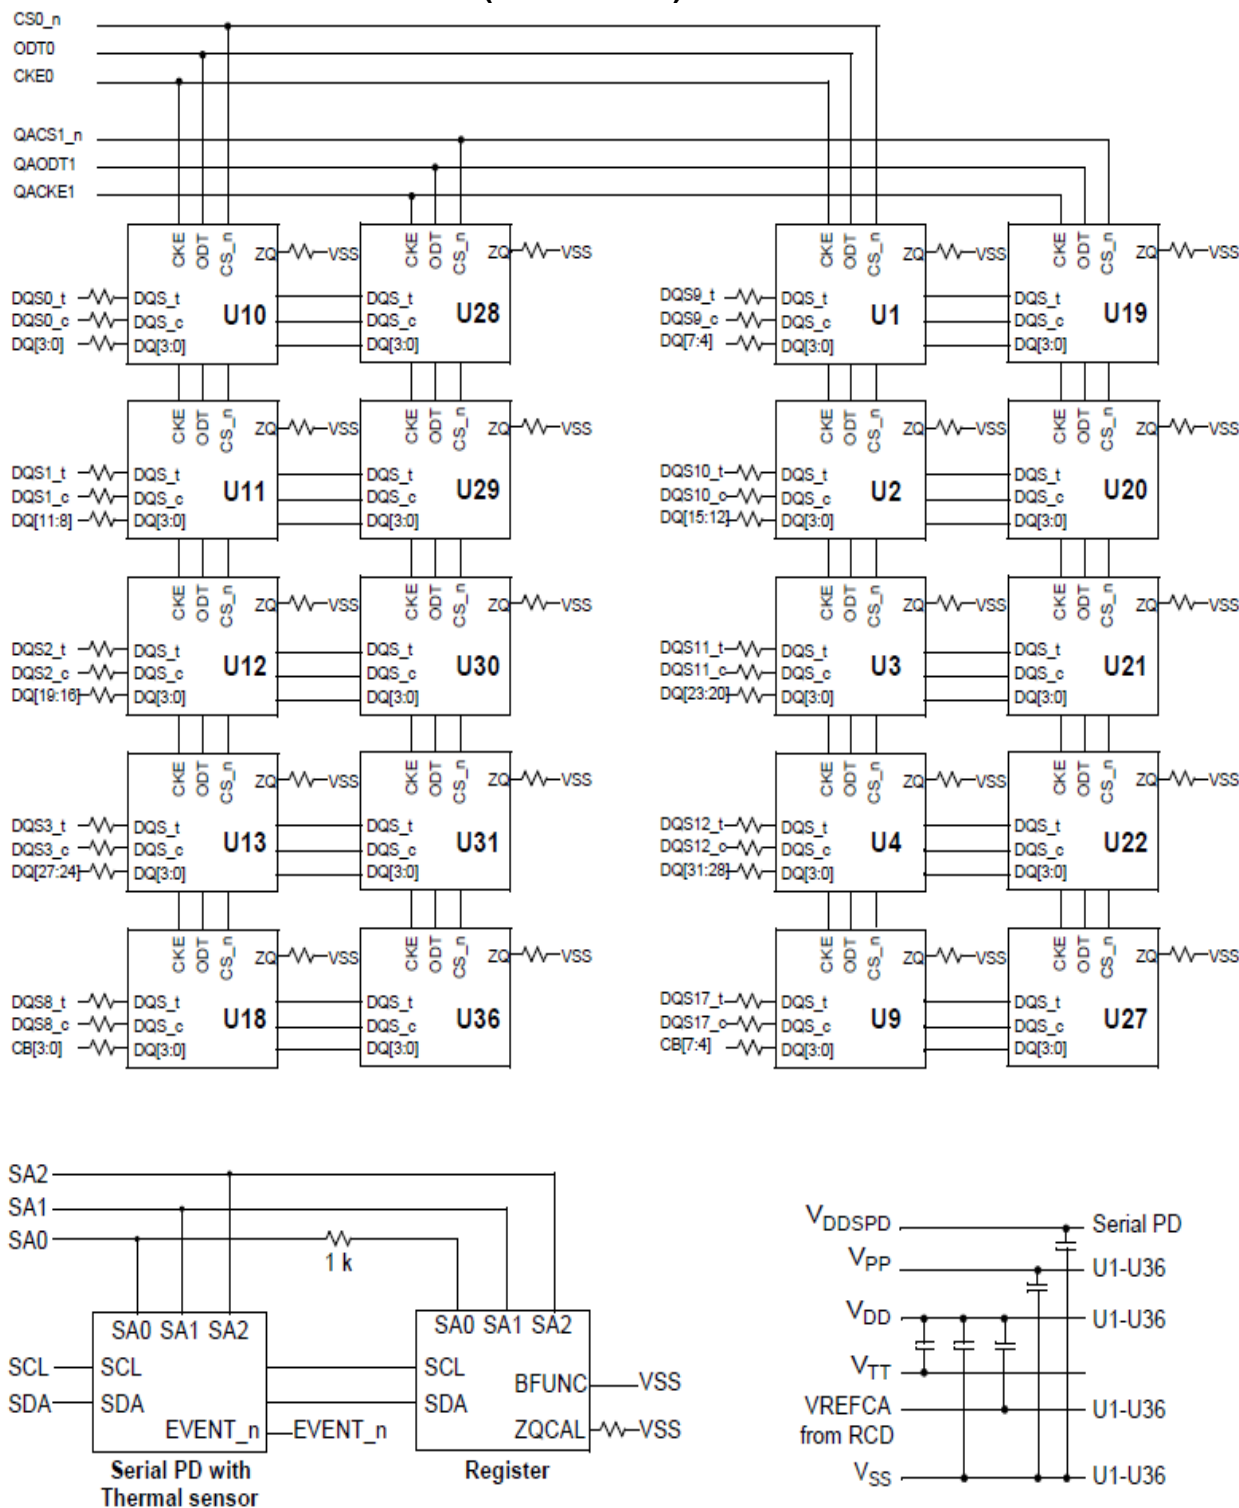 CS0_n
ODT0
CKE0
QACS1_n
QAODT1
QACKE1
CKE ODT CS_n ZQ VSS CKE ODT CS_n ZQ VSS CKE ODT CS_n ZQ VSS CKE ODT CS_n ZQ VSS
DQS0_t DQS_t DQS_t DQS9_t DQS_t DQS_t
DQS0_c DQS_c U10 DQS_c U28 DQS9_c DQS_c U1 DQS_c U19
DQ[3:0] DQ[3:0] DQ[3:0] DQ[7:4] DQ[3:0] DQ[3:0]
CKE ODT CS_n ZQ VSS CKE ODT CS_n ZQ VSS CKE ODT CS_n ZQ VSS CKE ODT CS_n ZQ VSS
DQS1_t DQS_t DQS_t DQS10_t DQS_t DQS_t
DQS1_c DQS_c U11 DQS_c U29 DQS10_c DQS_c U2 DQS_c U20
DQ[11:8] DQ[3:0] DQ[3:0] DQ[15:12] DQ[3:0] DQ[3:0]
CKE ODT CS_n ZQ VSS CKE ODT CS_n ZQ VSS CKE ODT CS_n ZQ VSS CKE ODT CS_n ZQ VSS
DQS2_t DQS_t DQS_t DQS11_t DQS_t DQS_t
DQS2_c DQS_c U12 DQS_c U30 DQS11_c DQS_c U3 DQS_c U21
DQ[19:16] DQ[3:0] DQ[3:0] DQ[23:20] DQ[3:0] DQ[3:0]
CKE ODT CS_n ZQ VSS CKE ODT CS_n ZQ VSS CKE ODT CS_n ZQ VSS CKE ODT CS_n ZQ VSS
DQS3_t DQS_t DQS_t DQS12_t DQS_t DQS_t
DQS3_c DQS_c U13 DQS_c U31 DQS12_c DQS_c U4 DQS_c U22
DQ[27:24] DQ[3:0] DQ[3:0] DQ[31:28] DQ[3:0] DQ[3:0]
CKE ODT CS_n ZQ VSS CKE ODT CS_n ZQ VSS CKE ODT CS_n ZQ VSS CKE ODT CS_n ZQ VSS
DQS8_t DQS_t DQS_t DQS17_t DQS_t DQS_t
DQS8_c DQS_c U18 DQS_c U36 DQS17_c DQS_c U9 DQS_c U27
CB[3:0] DQ[3:0] DQ[3:0] CB[7:4] DQ[3:0] DQ[3:0]
SA2
SA1
SA0
1 k
SA0 SA1 SA2 SA0 SA1 SA2
SCL SCL SCL
BFUNC VSS
SDA SDA SDA
EVENT_n EVENT_n ZQCAL VSS
Serial PD with
Thermal sensor
Register
VDDSPD Serial PD
VPP U1-U36
VDD U1-U36
VTT
VREFCA U1-U36
from RCD
VSS U1-U36